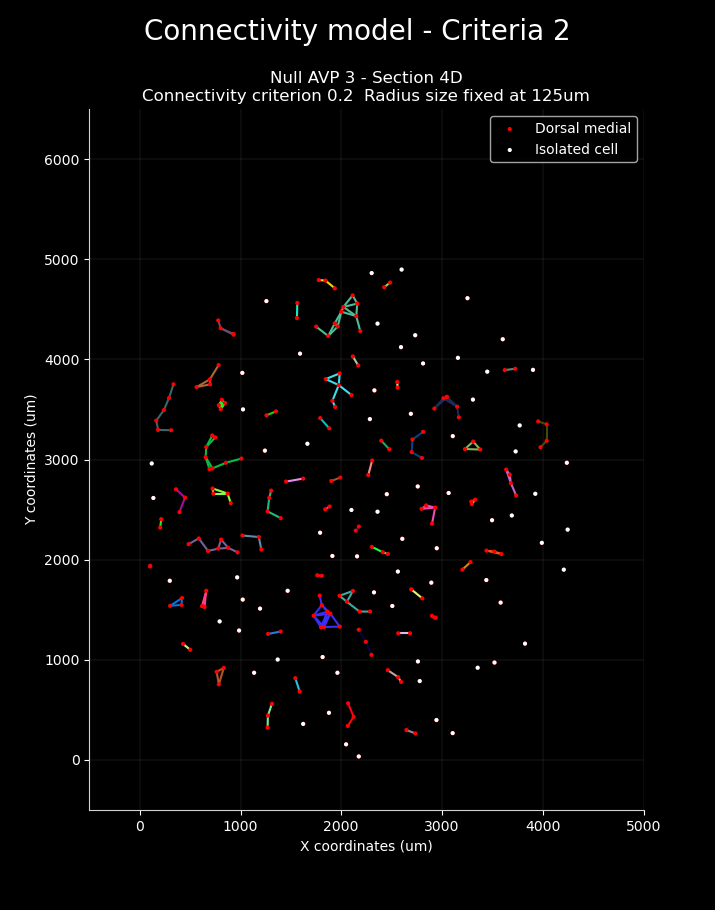 Connectivity model - Criteria 2
Null AVP 3 - Section 4D
Connectivity criterion 0.2  Radius size fixed at 125um
Dorsal medial
Isolated cell
6000
5000
4000
3000
2000
1000
0
Y coordinates (um)
0
1000
2000
3000
4000
5000
X coordinates (um)